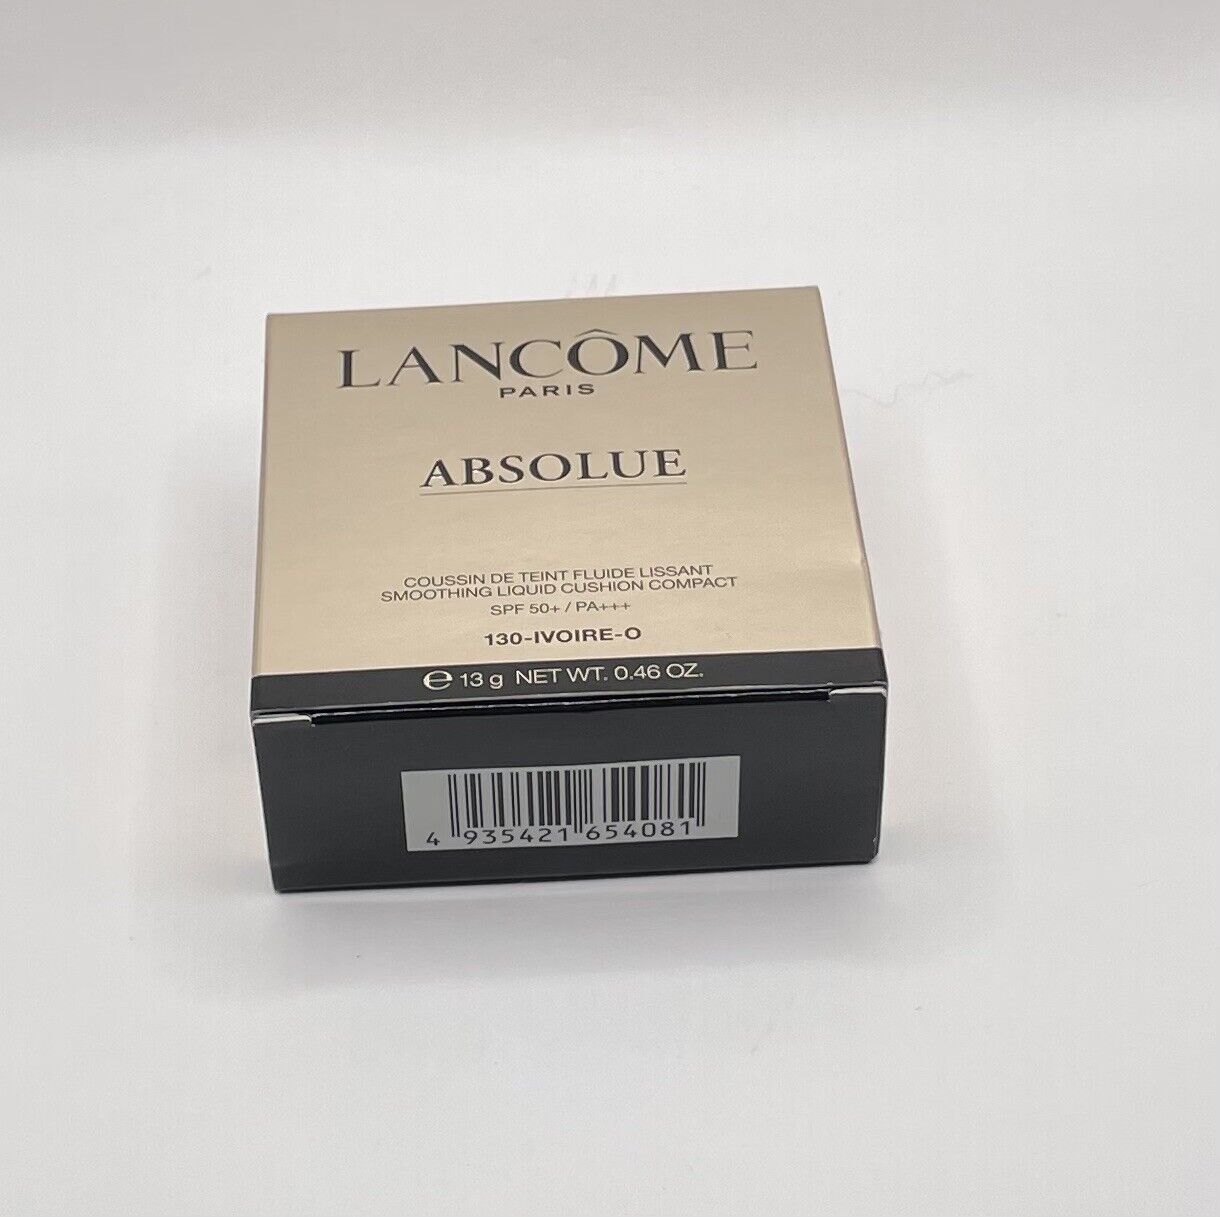 LANCÔME
PARIS
ABSOLUE
COUSSIN DE TEINT FLUIDE LISSANT
SMOOTHING LIQUID CUSHION COMPACT
SPF 50+ / PA+++
130-IVOIRE-O
℮ 13 g NET WT. 0.46 OZ.
4 935421 654081